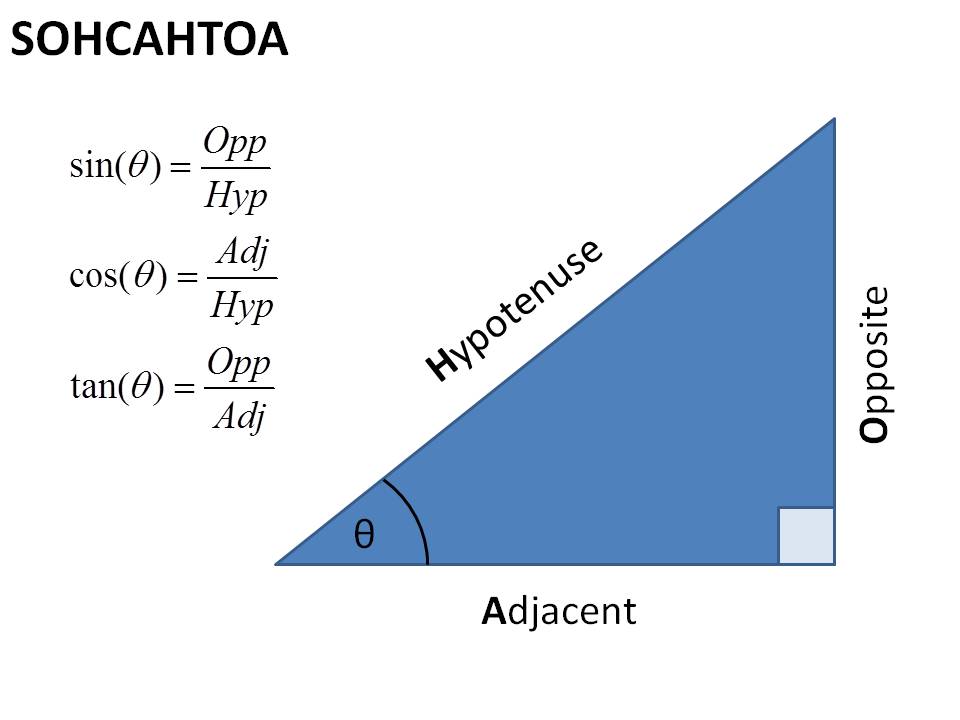 SOHCAHTOA
sin(θ) = Opp/Hyp
cos(θ) = Adj/Hyp
tan(θ) = Opp/Adj
Hypotenuse
Opposite
θ
Adjacent